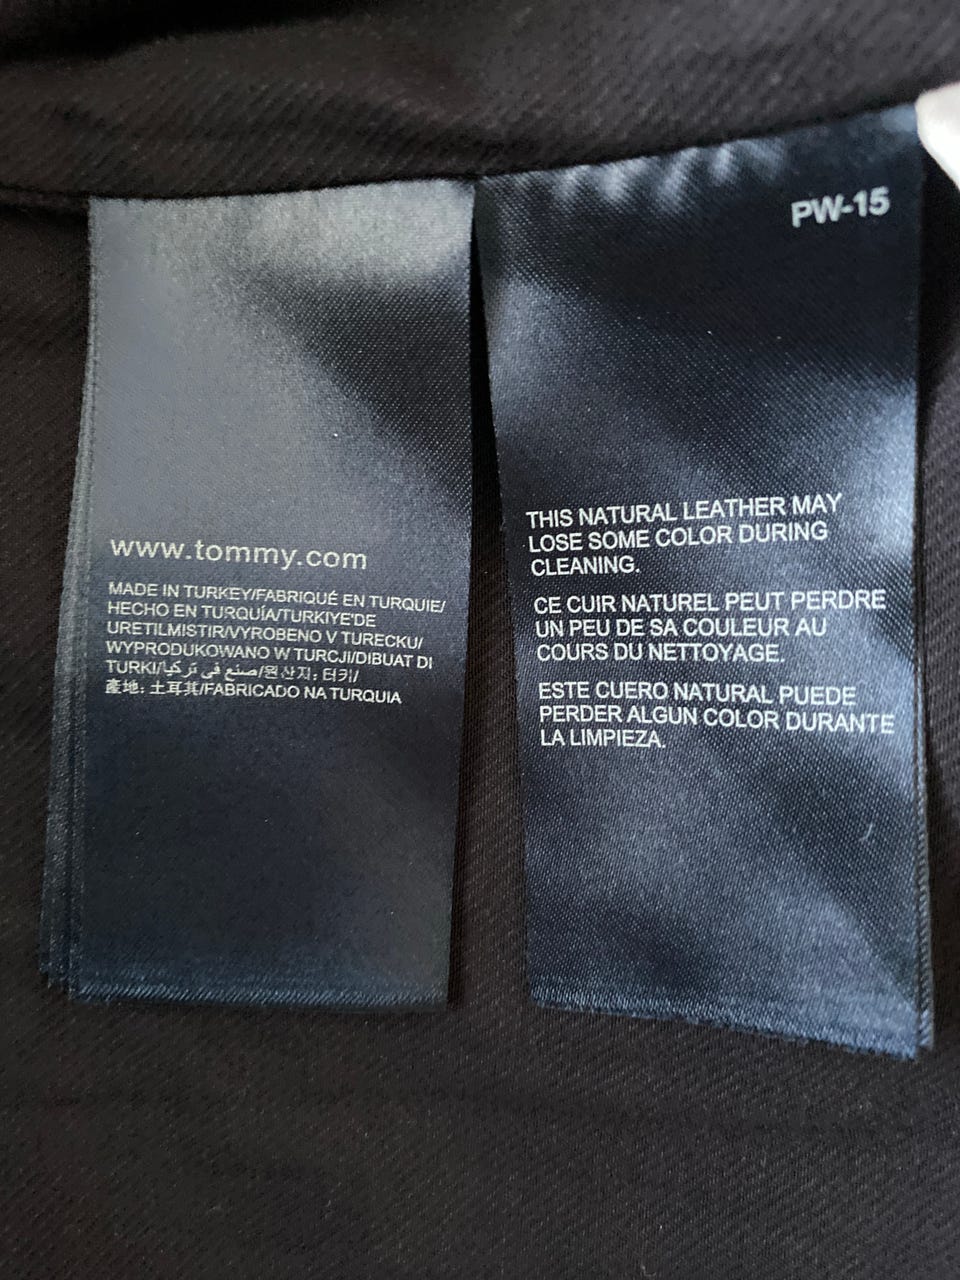 www.tommy.com
MADE IN TURKEY/FABRIQUÉ EN TURQUIE/
HECHO EN TURQUÍA/TURKIYE'DE
URETILMISTIR/VYROBENO V TURECKU/
WYPRODUKOWANO W TURCJI/DIBUAT DI
TURKI/صنع في تركيا/원산지: 터키/
產地: 土耳其/FABRICADO NA TURQUIA
PW-15
THIS NATURAL LEATHER MAY
LOSE SOME COLOR DURING
CLEANING.
CE CUIR NATUREL PEUT PERDRE
UN PEU DE SA COULEUR AU
COURS DU NETTOYAGE.
ESTE CUERO NATURAL PUEDE
PERDER ALGUN COLOR DURANTE
LA LIMPIEZA.